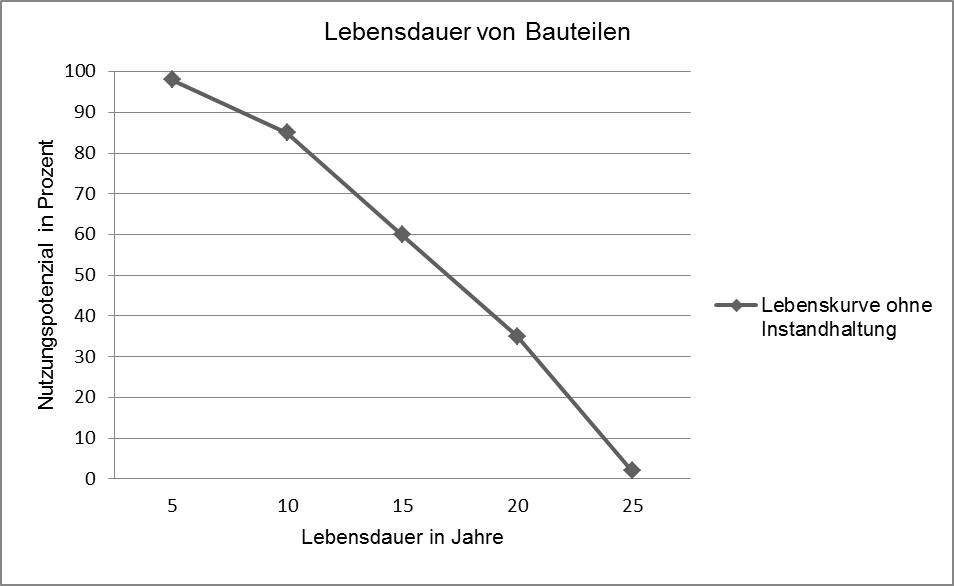 Lebensdauer von Bauteilen
Nutzungspotenzial in Prozent
100
90
80
70
60
50
40
30
20
10
0
5 10 15 20 25
Lebensdauer in Jahre
Lebenskurve ohne
Instandhaltung